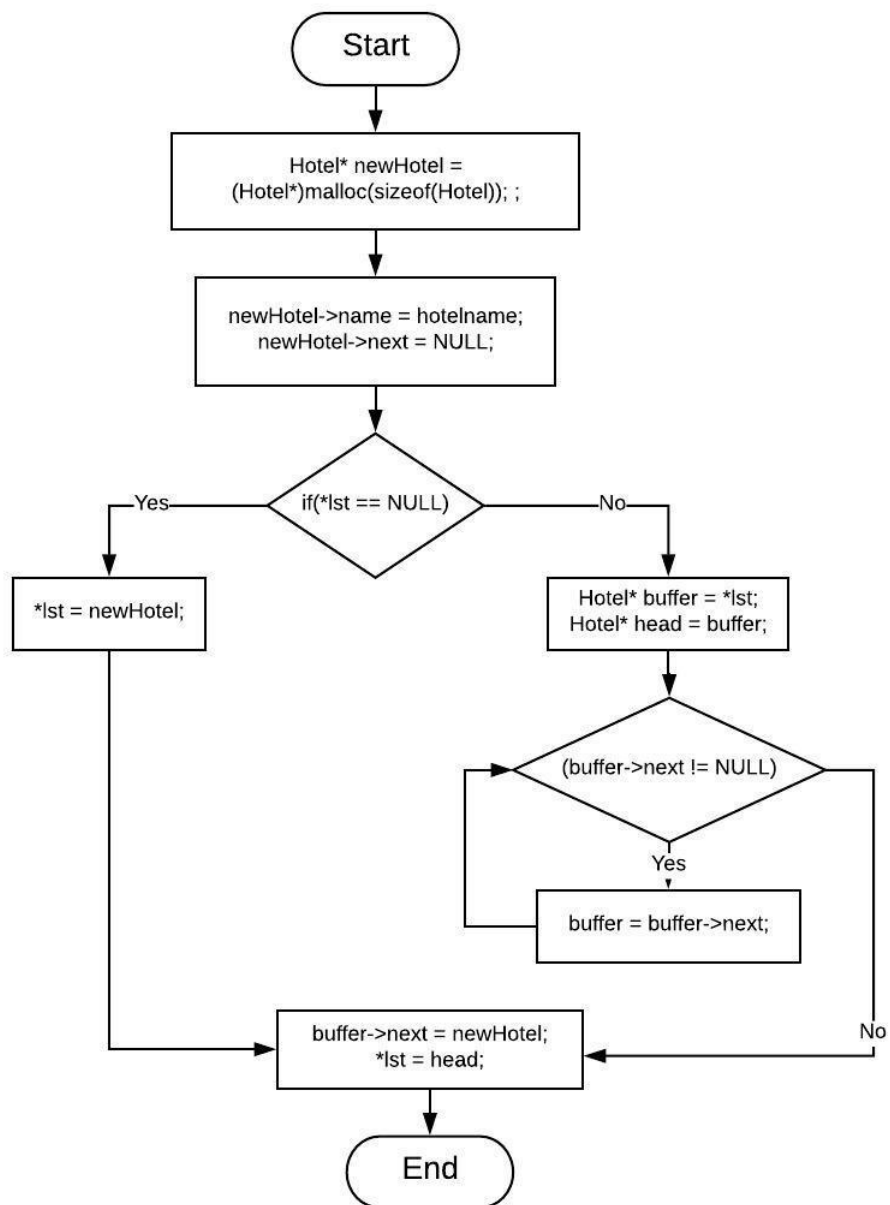 Start
Hotel* newHotel =
(Hotel*)malloc(sizeof(Hotel)); ;
newHotel->name = hotelname;
newHotel->next = NULL;
if(*lst == NULL)
Yes
No
*lst = newHotel;
Hotel* buffer = *lst;
Hotel* head = buffer;
(buffer->next != NULL)
Yes
buffer = buffer->next;
No
buffer->next = newHotel;
*lst = head;
End